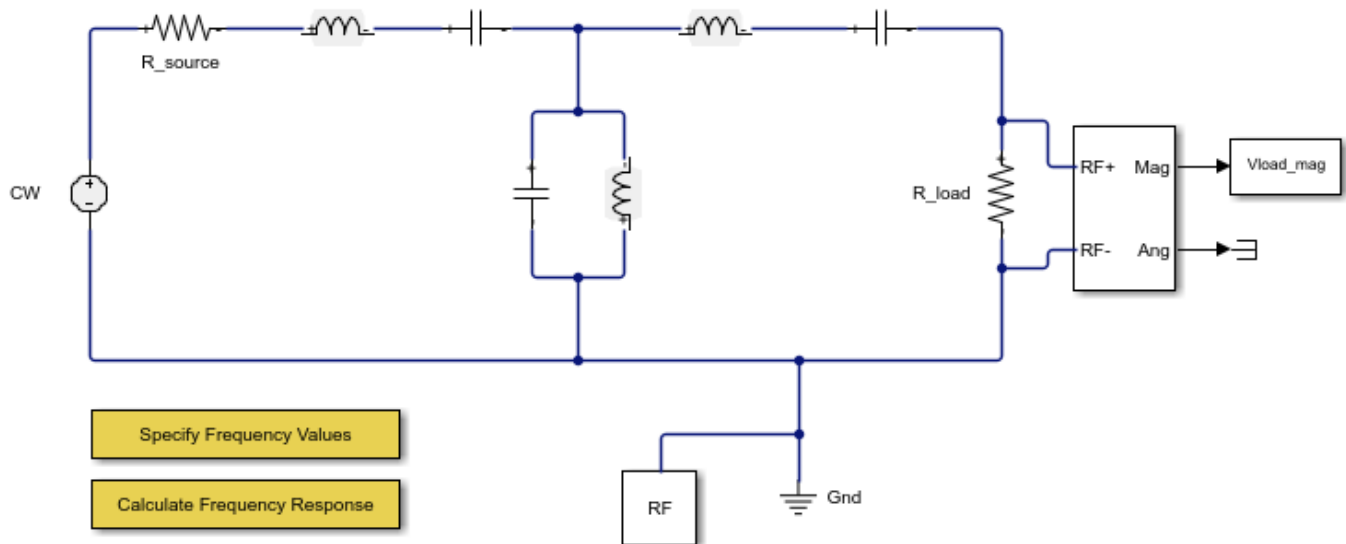 R_source
CW
R_load
RF+
Mag
Vload_mag
RF-
Ang
Specify Frequency Values
Calculate Frequency Response
RF
Gnd